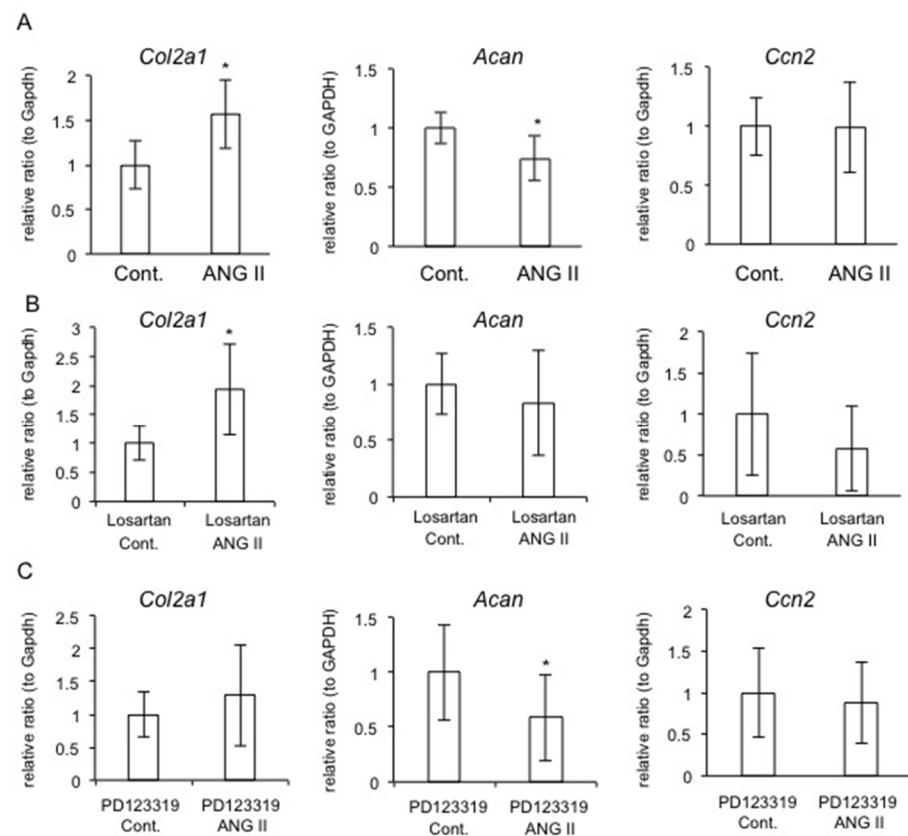 A
Col2a1
relative ratio (to Gapdh)
2
1.5
1
0.5
0
*
Cont.
ANG II
Acan
relative ratio (to GAPDH)
1.5
1
0.5
0
*
Cont.
ANG II
Ccn2
relative ratio (to Gapdh)
1.5
1
0.5
0
Cont.
ANG II
B
Col2a1
relative ratio (to Gapdh)
3
2.5
2
1.5
1
0.5
0
*
Losartan
Cont.
Losartan
ANG II
Acan
relative ratio (to GAPDH)
1.5
1
0.5
0
Losartan
Cont.
Losartan
ANG II
Ccn2
relative ratio (to Gapdh)
2
1.5
1
0.5
0
Losartan
Cont.
Losartan
ANG II
C
Col2a1
relative ratio (to Gapdh)
2.5
2
1.5
1
0.5
0
PD123319
Cont.
PD123319
ANG II
Acan
relative ratio (to GAPDH)
1.5
1
0.5
0
*
PD123319
Cont.
PD123319
ANG II
Ccn2
relative ratio (to Gapdh)
2
1.5
1
0.5
0
PD123319
Cont.
PD123319
ANG II